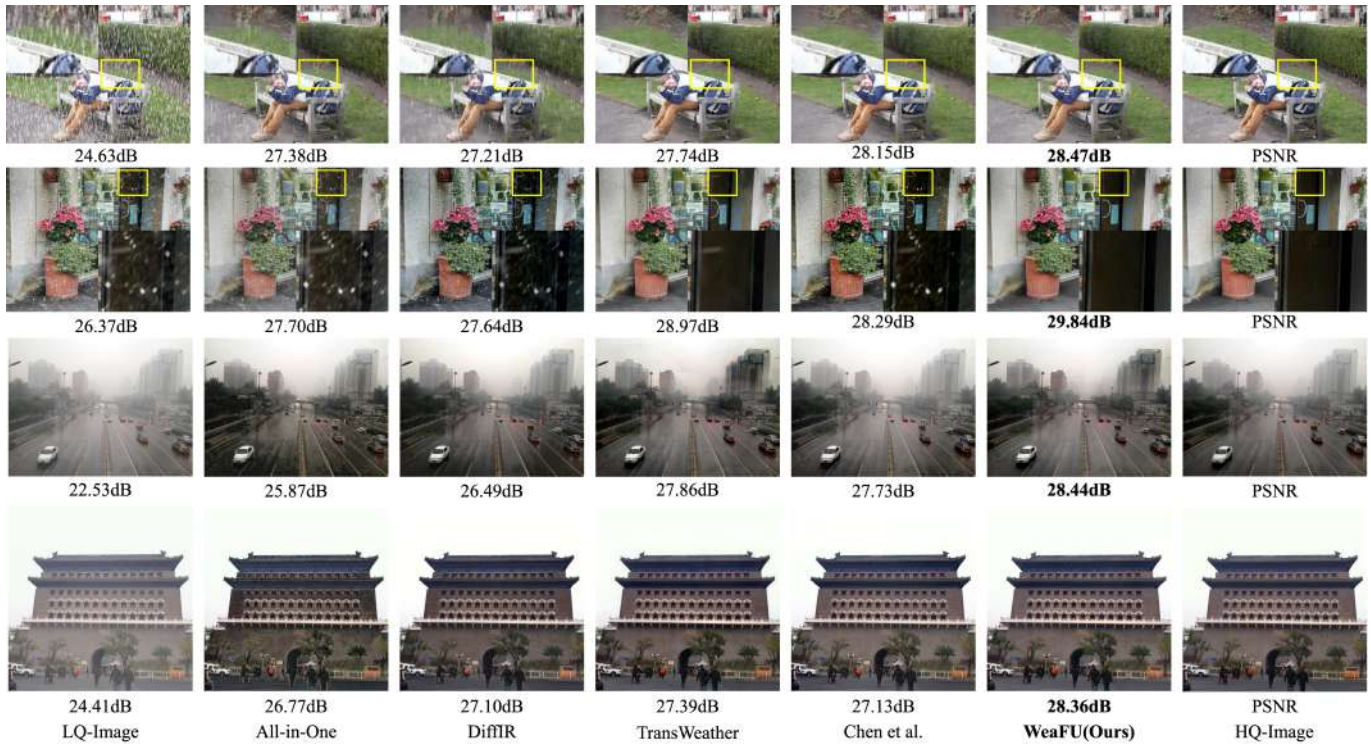 24.63dB 27.38dB 27.21dB 27.74dB 28.15dB 28.47dB PSNR
26.37dB 27.70dB 27.64dB 28.97dB 28.29dB 29.84dB PSNR
22.53dB 25.87dB 26.49dB 27.86dB 27.73dB 28.44dB PSNR
24.41dB 26.77dB 27.10dB 27.39dB 27.13dB 28.36dB PSNR
LQ-Image All-in-One DiffIR TransWeather Chen et al. WeaFU(Ours) HQ-Image